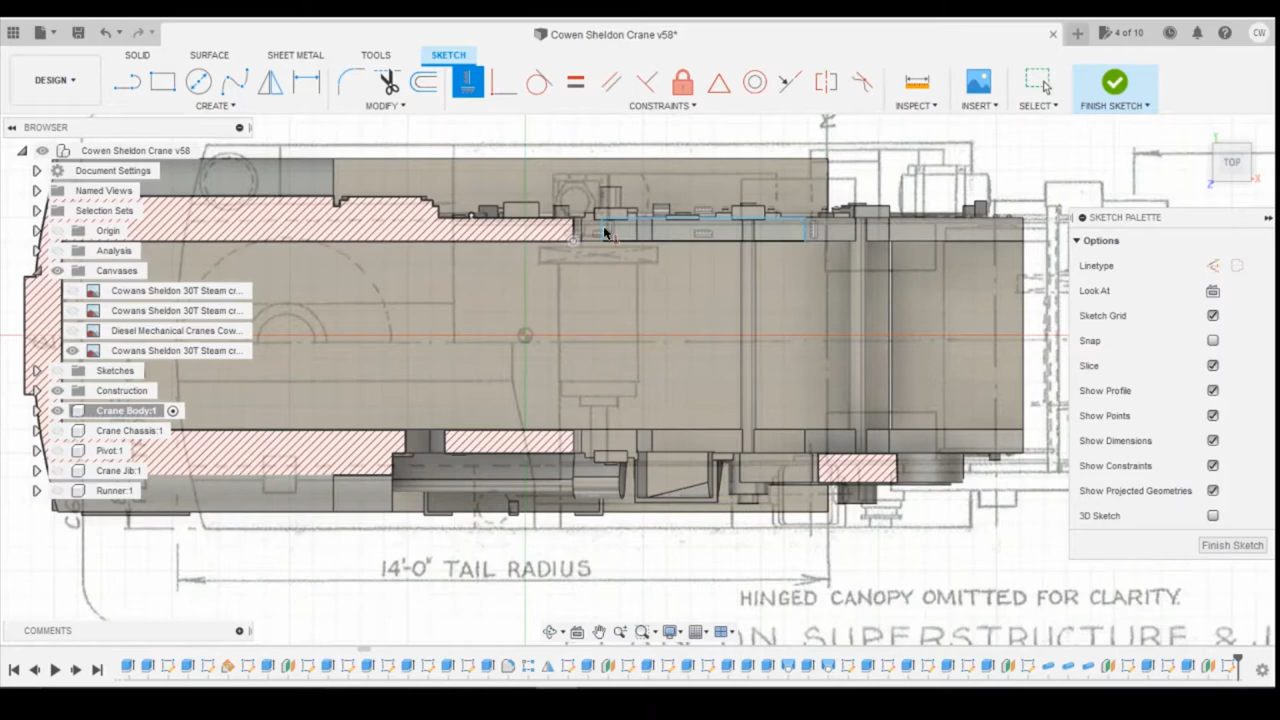 Cowen Sheldon Crane v58*
4 of 10
CW
DESIGN
SOLID
SURFACE
SHEET METAL
TOOLS
SKETCH
CREATE
MODIFY
CONSTRAINTS
INSPECT
INSERT
SELECT
FINISH SKETCH
BROWSER
Cowen Sheldon Crane v58
Document Settings
Named Views
Selection Sets
Origin
Analysis
Canvases
Cowans Sheldon 30T Steam cr...
Cowans Sheldon 30T Steam cr...
Diesel Mechanical Cranes Cow...
Cowans Sheldon 30T Steam cr...
Sketches
Construction
Crane Body:1
Crane Chassis:1
Pivot:1
Crane Jib:1
Runner:1
TOP
X
Z
SKETCH PALETTE
Options
Linetype
Look At
Sketch Grid
Snap
Slice
Show Profile
Show Points
Show Dimensions
Show Constraints
Show Projected Geometries
3D Sketch
Finish Sketch
14'-0" TAIL RADIUS
HINGED CANOPY OMITTED FOR CLARITY.
SUPERSTRUCTURE &
COMMENTS